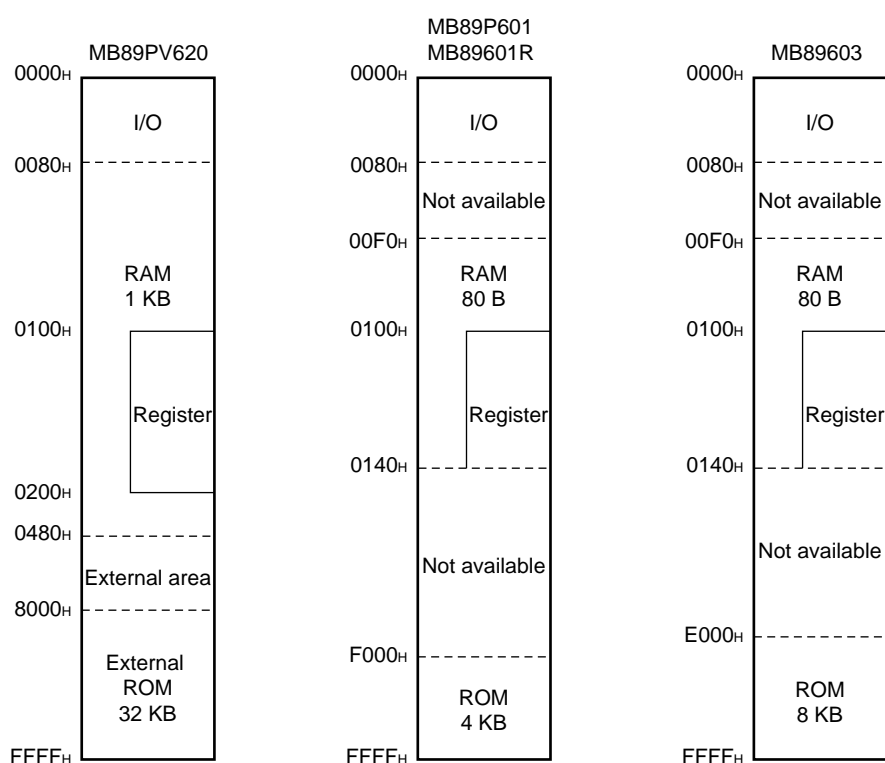 MB89PV620
0000H
I/O
0080H
RAM
1 KB
0100H
Register
0200H
0480H
External area
8000H
External
ROM
32 KB
FFFFH
MB89P601
MB89601R
0000H
I/O
0080H
Not available
00F0H
RAM
80 B
0100H
Register
0140H
Not available
F000H
ROM
4 KB
FFFFH
MB89603
0000H
I/O
0080H
Not available
00F0H
RAM
80 B
0100H
Register
0140H
Not available
E000H
ROM
8 KB
FFFFH